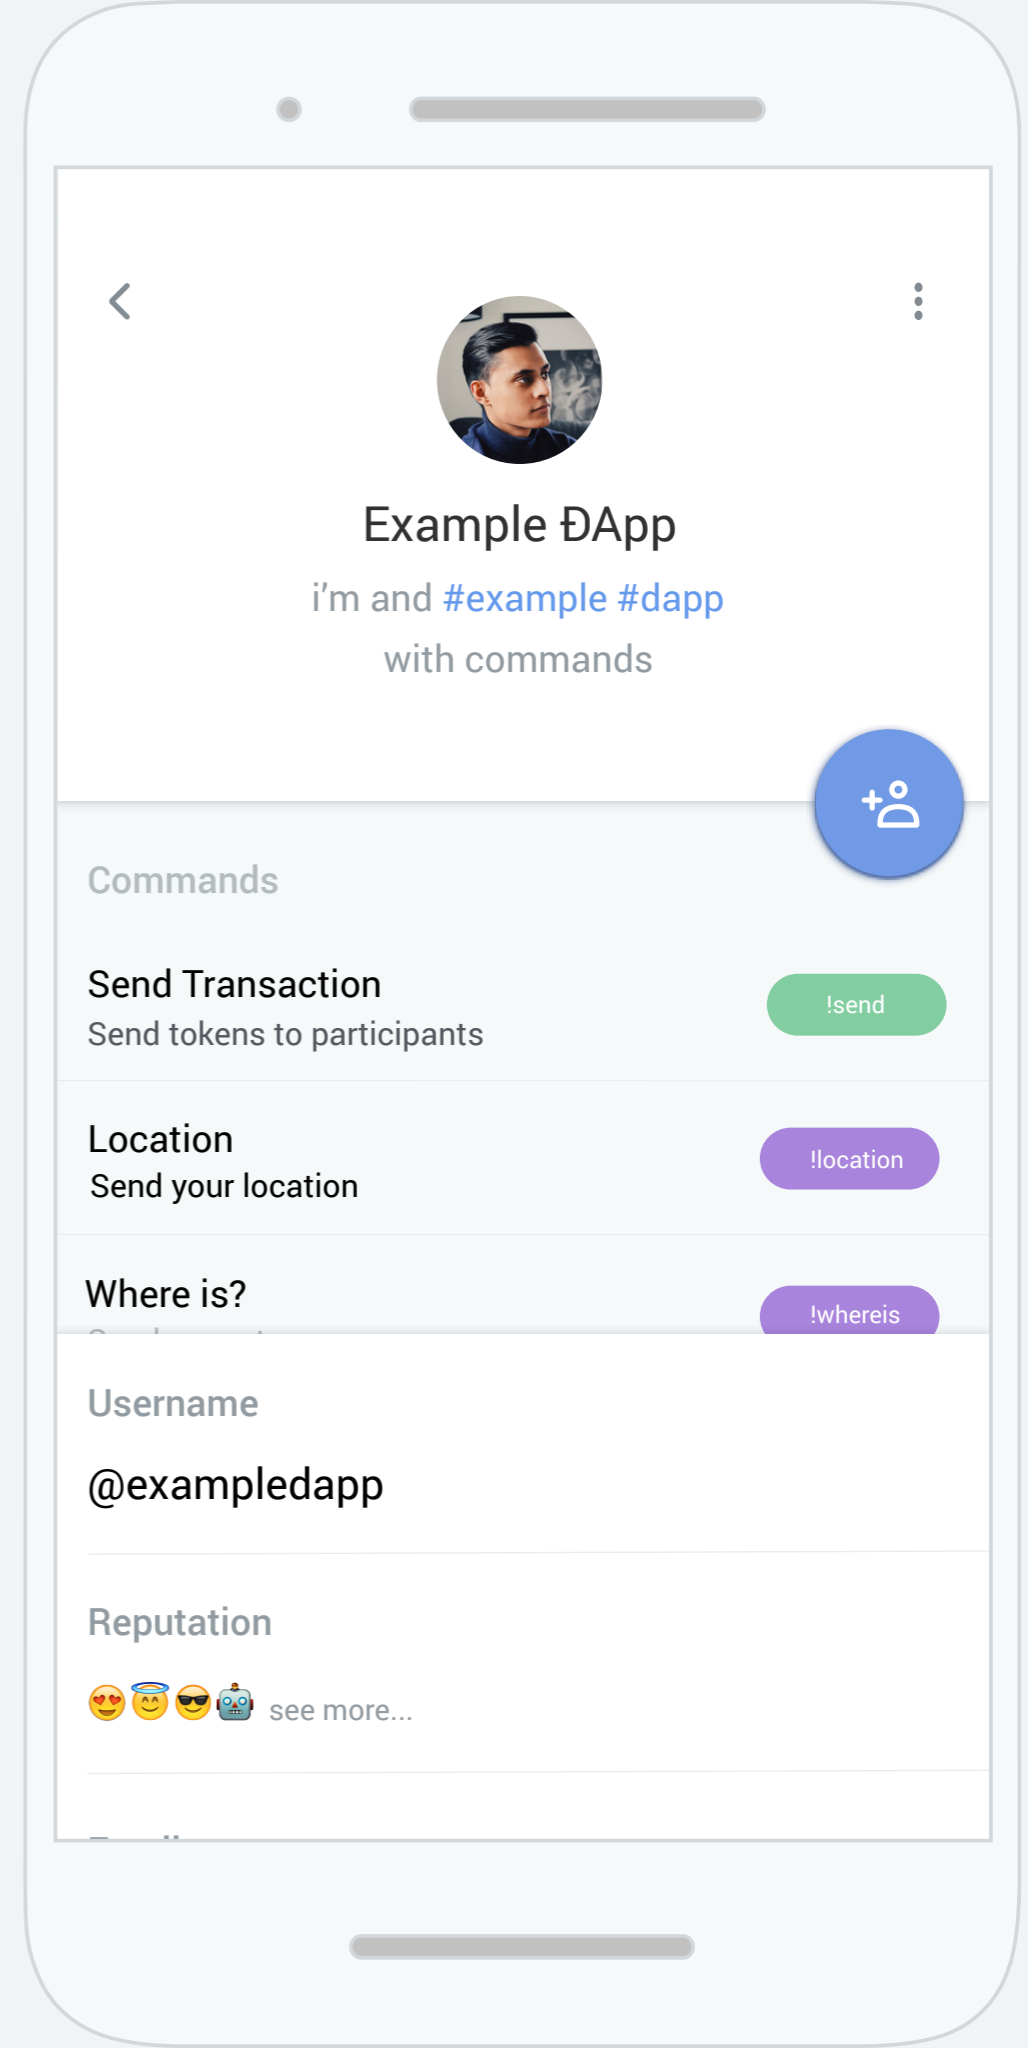 Example ĐApp
i'm and #example #dapp
with commands
Commands
Send Transaction
Send tokens to participants
!send
Location
Send your location
!location
Where is?
!whereis
Username
@exampledapp
Reputation
see more...